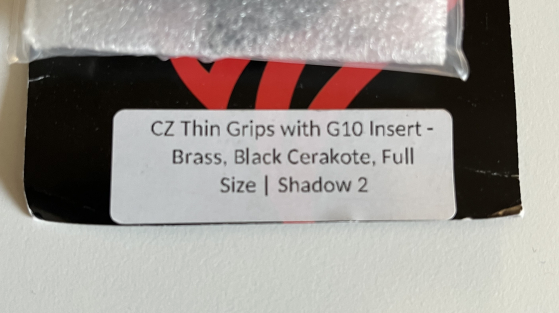 CZ Thin Grips with G10 Insert -
Brass, Black Cerakote, Full
Size | Shadow 2